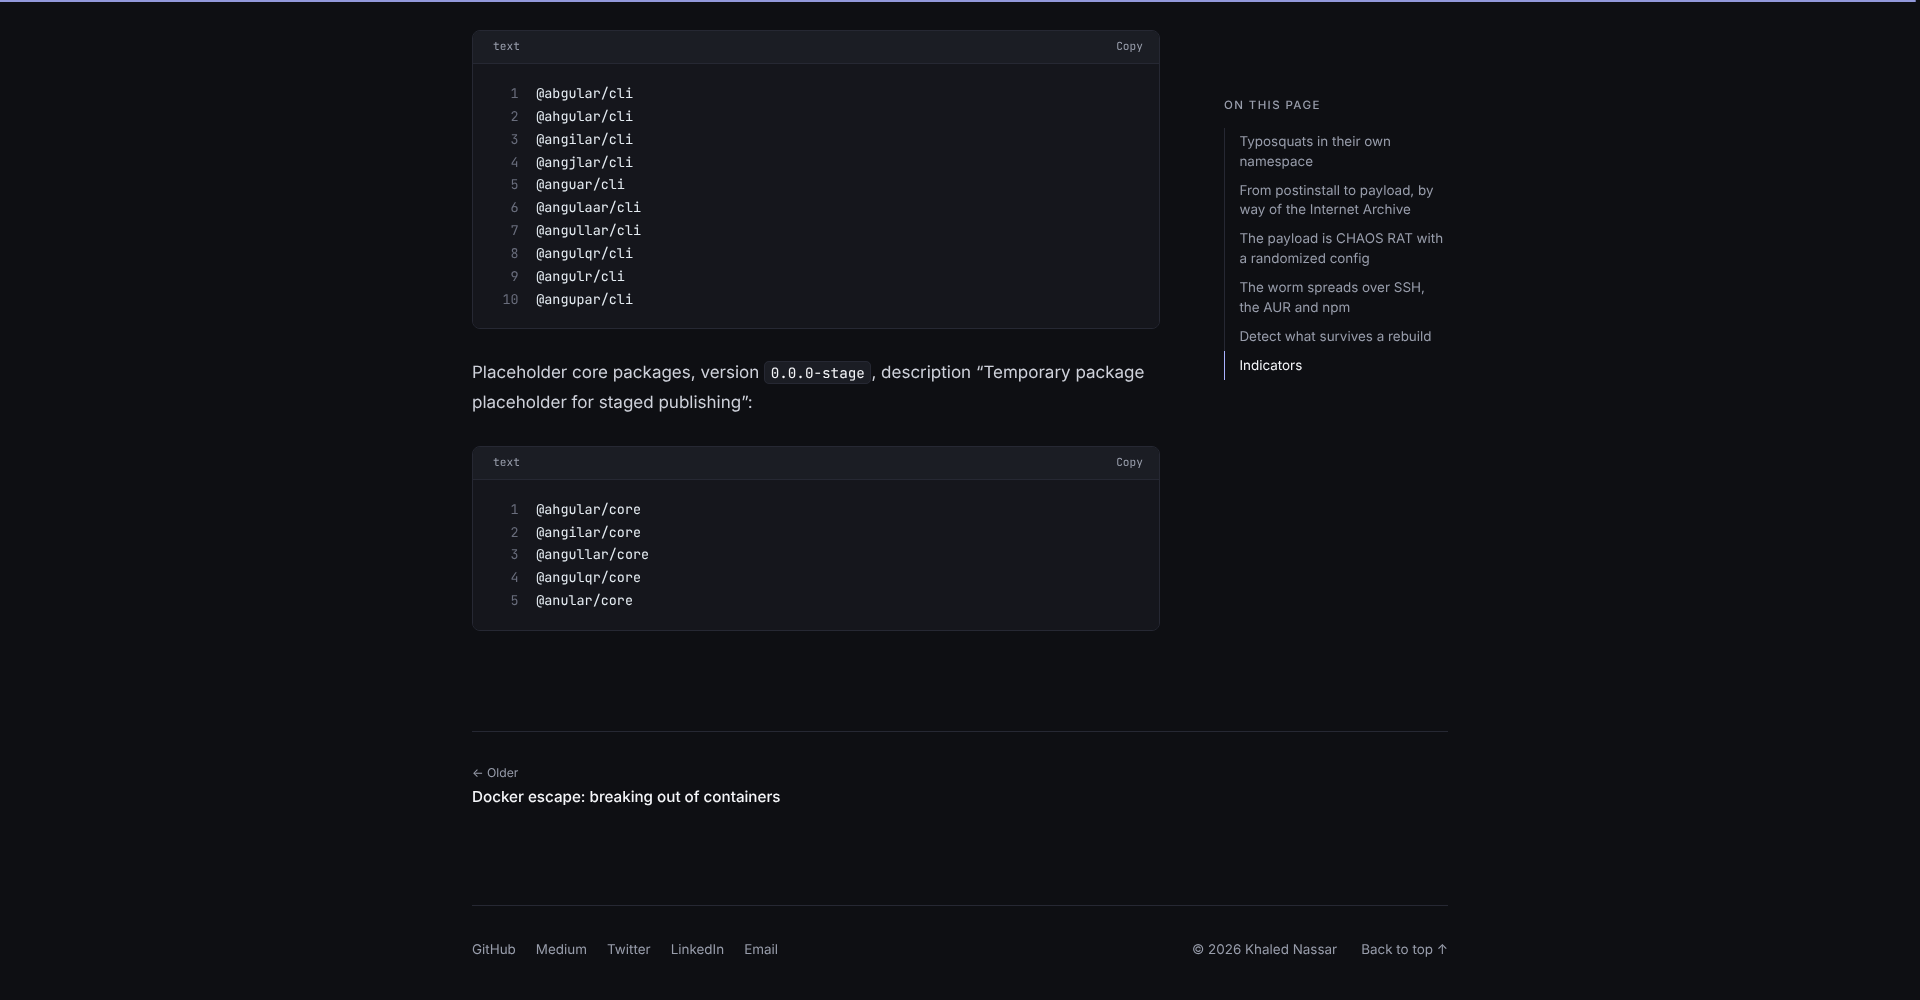 text Copy
1 @abgular/cli
2 @ahgular/cli
3 @angilar/cli
4 @angjlar/cli
5 @anguar/cli
6 @angulaar/cli
7 @angullar/cli
8 @angulqr/cli
9 @angulr/cli
10 @angupar/cli
Placeholder core packages, version 0.0.0-stage, description “Temporary package
placeholder for staged publishing”:
text Copy
1 @ahgular/core
2 @angilar/core
3 @angullar/core
4 @angulqr/core
5 @anular/core
ON THIS PAGE
Typosquats in their own
namespace
From postinstall to payload, by
way of the Internet Archive
The payload is CHAOS RAT with
a randomized config
The worm spreads over SSH,
the AUR and npm
Detect what survives a rebuild
Indicators
← Older
Docker escape: breaking out of containers
GitHub Medium Twitter LinkedIn Email
© 2026 Khaled Nassar Back to top ↑